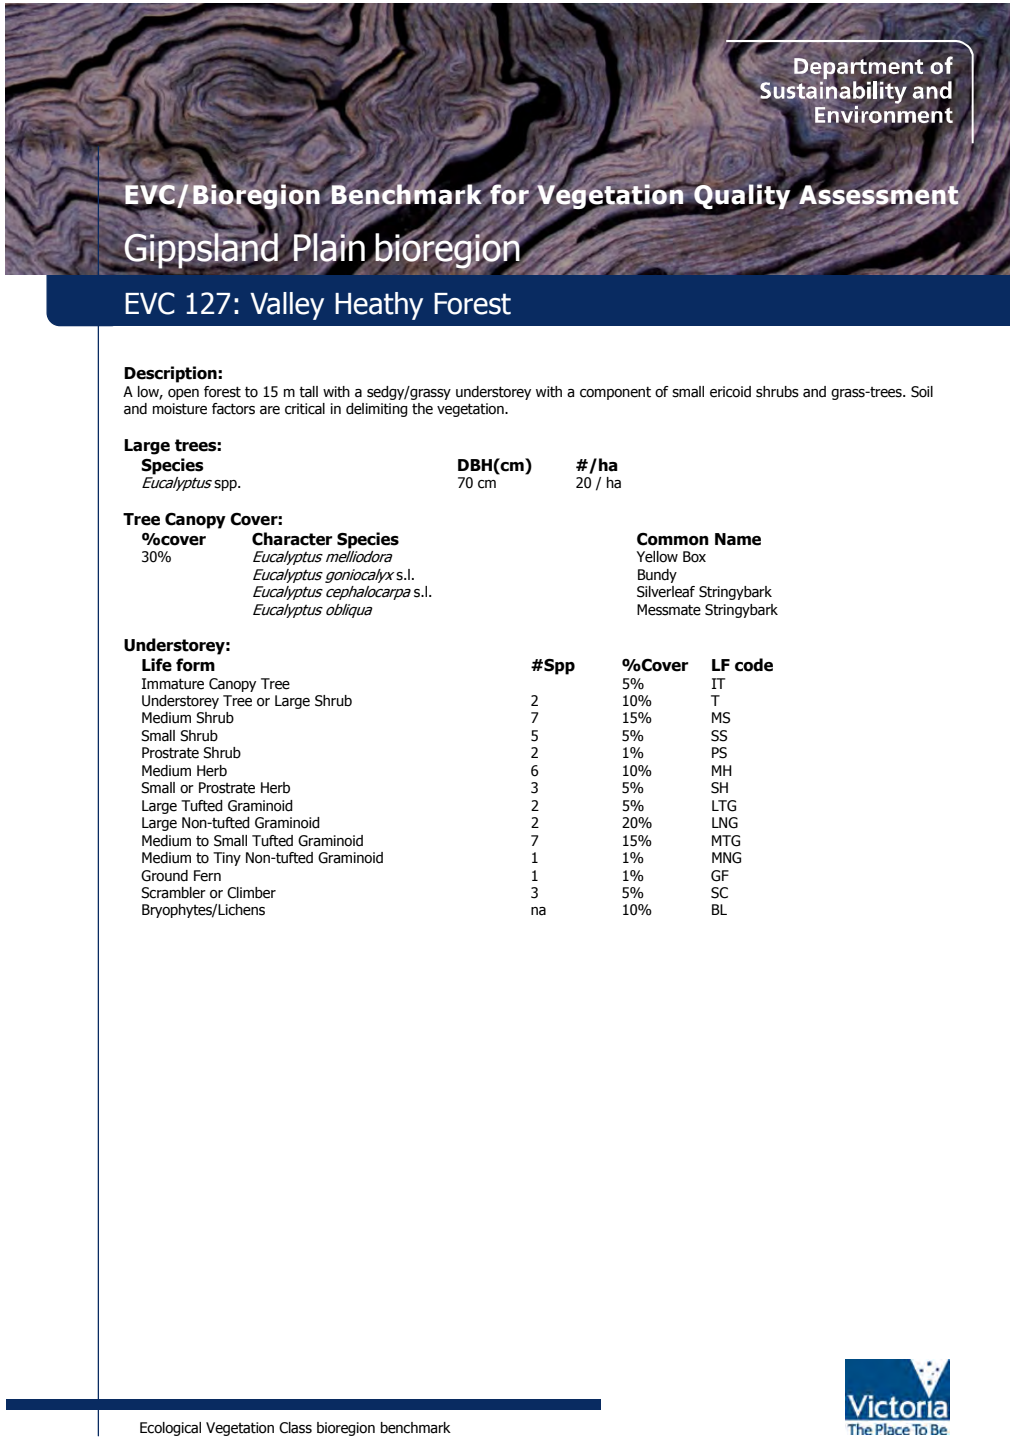 Department of
Sustainability and
Environment
EVC/Bioregion Benchmark for Vegetation Quality Assessment
Gippsland Plain bioregion
EVC 127: Valley Heathy Forest
Description:
A low, open forest to 15 m tall with a sedgy/grassy understorey with a component of small ericoid shrubs and grass-trees. Soil
and moisture factors are critical in delimiting the vegetation.
Large trees:
Species DBH(cm) #/ha
Eucalyptus spp. 70 cm 20 / ha
Tree Canopy Cover:
%cover Character Species Common Name
30% Eucalyptus melliodora Yellow Box
Eucalyptus goniocalyx s.l. Bundy
Eucalyptus cephalocarpa s.l. Silverleaf Stringybark
Eucalyptus obliqua Messmate Stringybark
Understorey:
Life form #Spp %Cover LF code
Immature Canopy Tree 5% IT
Understorey Tree or Large Shrub 2 10% T
Medium Shrub 7 15% MS
Small Shrub 5 5% SS
Prostrate Shrub 2 1% PS
Medium Herb 6 10% MH
Small or Prostrate Herb 3 5% SH
Large Tufted Graminoid 2 5% LTG
Large Non-tufted Graminoid 2 20% LNG
Medium to Small Tufted Graminoid 7 15% MTG
Medium to Tiny Non-tufted Graminoid 1 1% MNG
Ground Fern 1 1% GF
Scrambler or Climber 3 5% SC
Bryophytes/Lichens na 10% BL
Ecological Vegetation Class bioregion benchmark
Victoria
The Place To Be